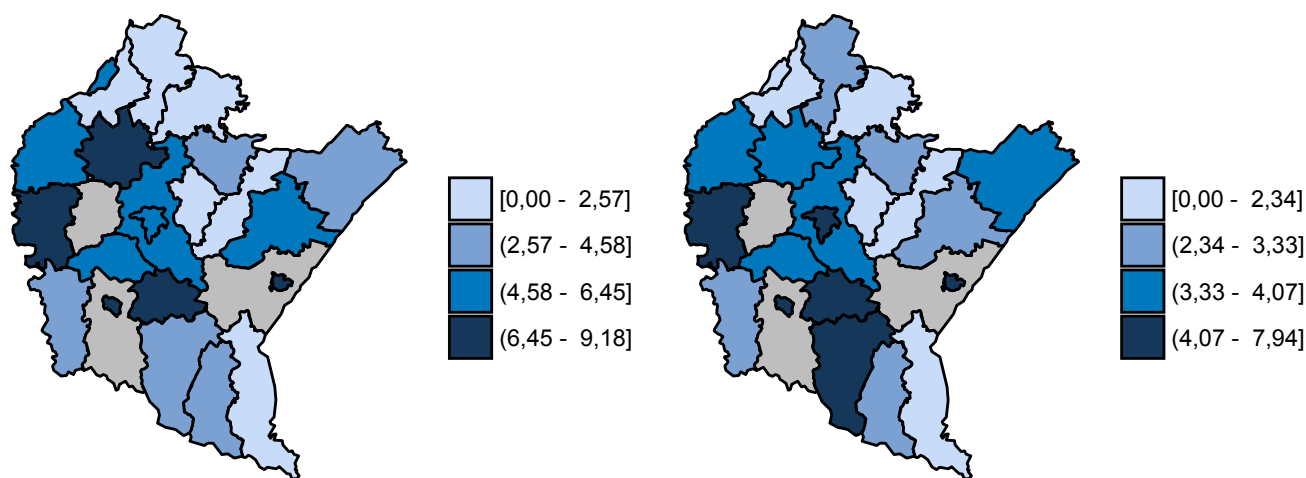 [0,00 - 2,57]
(2,57 - 4,58]
(4,58 - 6,45]
(6,45 - 9,18]
[0,00 - 2,34]
(2,34 - 3,33]
(3,33 - 4,07]
(4,07 - 7,94]